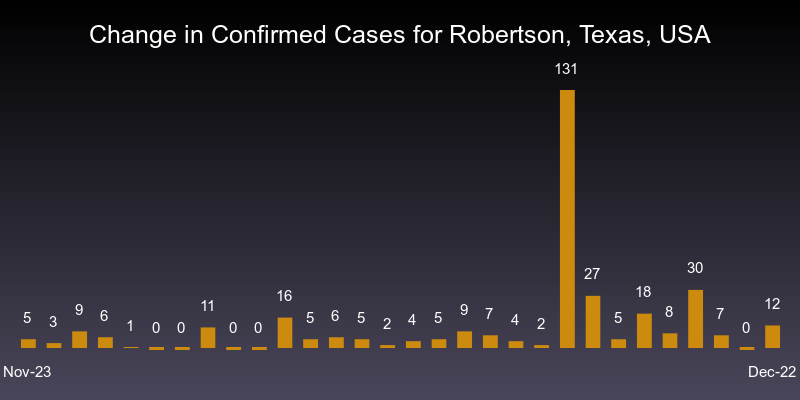 Change in Confirmed Cases for Robertson, Texas, USA
131
5 3 9 6 1 0 0 11 0 0 16 5 6 5 2 4 5 9 7 4 2 27 5 18 8 30 7 0 12
Nov-23 Dec-22